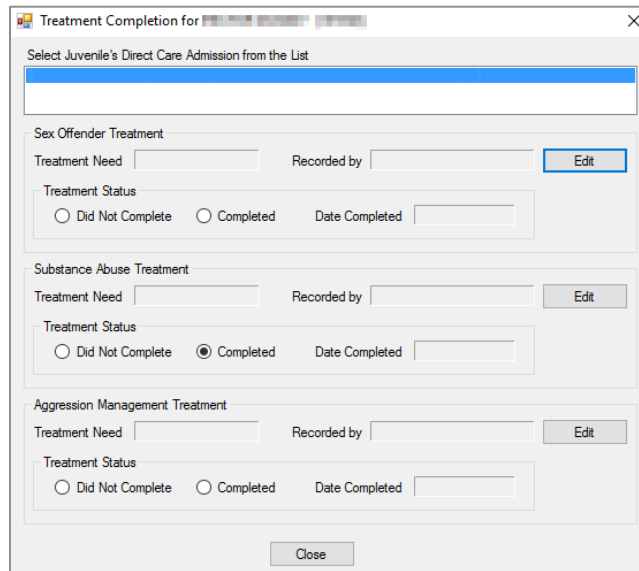 Treatment Completion for
Select Juvenile's Direct Care Admission from the List
Sex Offender Treatment
Treatment Need Recorded by Edit
Treatment Status
Did Not Complete Completed Date Completed
Substance Abuse Treatment
Treatment Need Recorded by Edit
Treatment Status
Did Not Complete Completed Date Completed
Aggression Management Treatment
Treatment Need Recorded by Edit
Treatment Status
Did Not Complete Completed Date Completed
Close